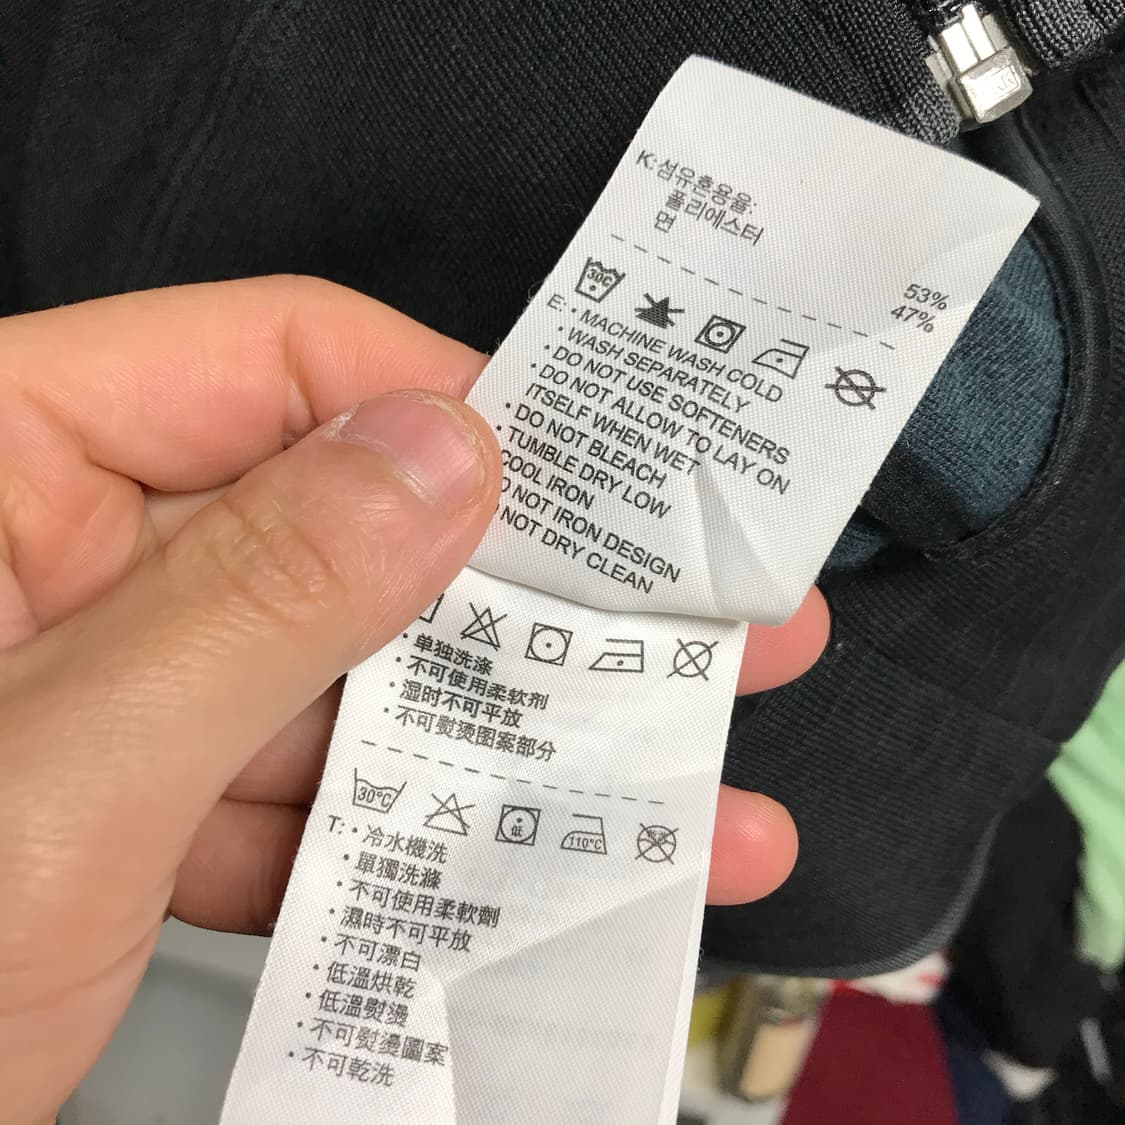 K: 섬유혼용율:
폴리에스터 53%
면 47%
30C
E: • MACHINE WASH COLD
• WASH SEPARATELY
• DO NOT USE SOFTENERS
• DO NOT ALLOW TO LAY ON
ITSELF WHEN WET
• DO NOT BLEACH
• TUMBLE DRY LOW
COOL IRON
NOT IRON DESIGN
NOT DRY CLEAN
• 单独洗涤
• 不可使用柔软剂
• 湿时不可平放
• 不可熨烫图案部分
30°C 低 110°C
T: • 冷水機洗
• 單獨洗滌
• 不可使用柔軟劑
• 濕時不可平放
• 不可漂白
• 低溫烘乾
• 低溫熨燙
• 不可熨燙圖案
• 不可乾洗